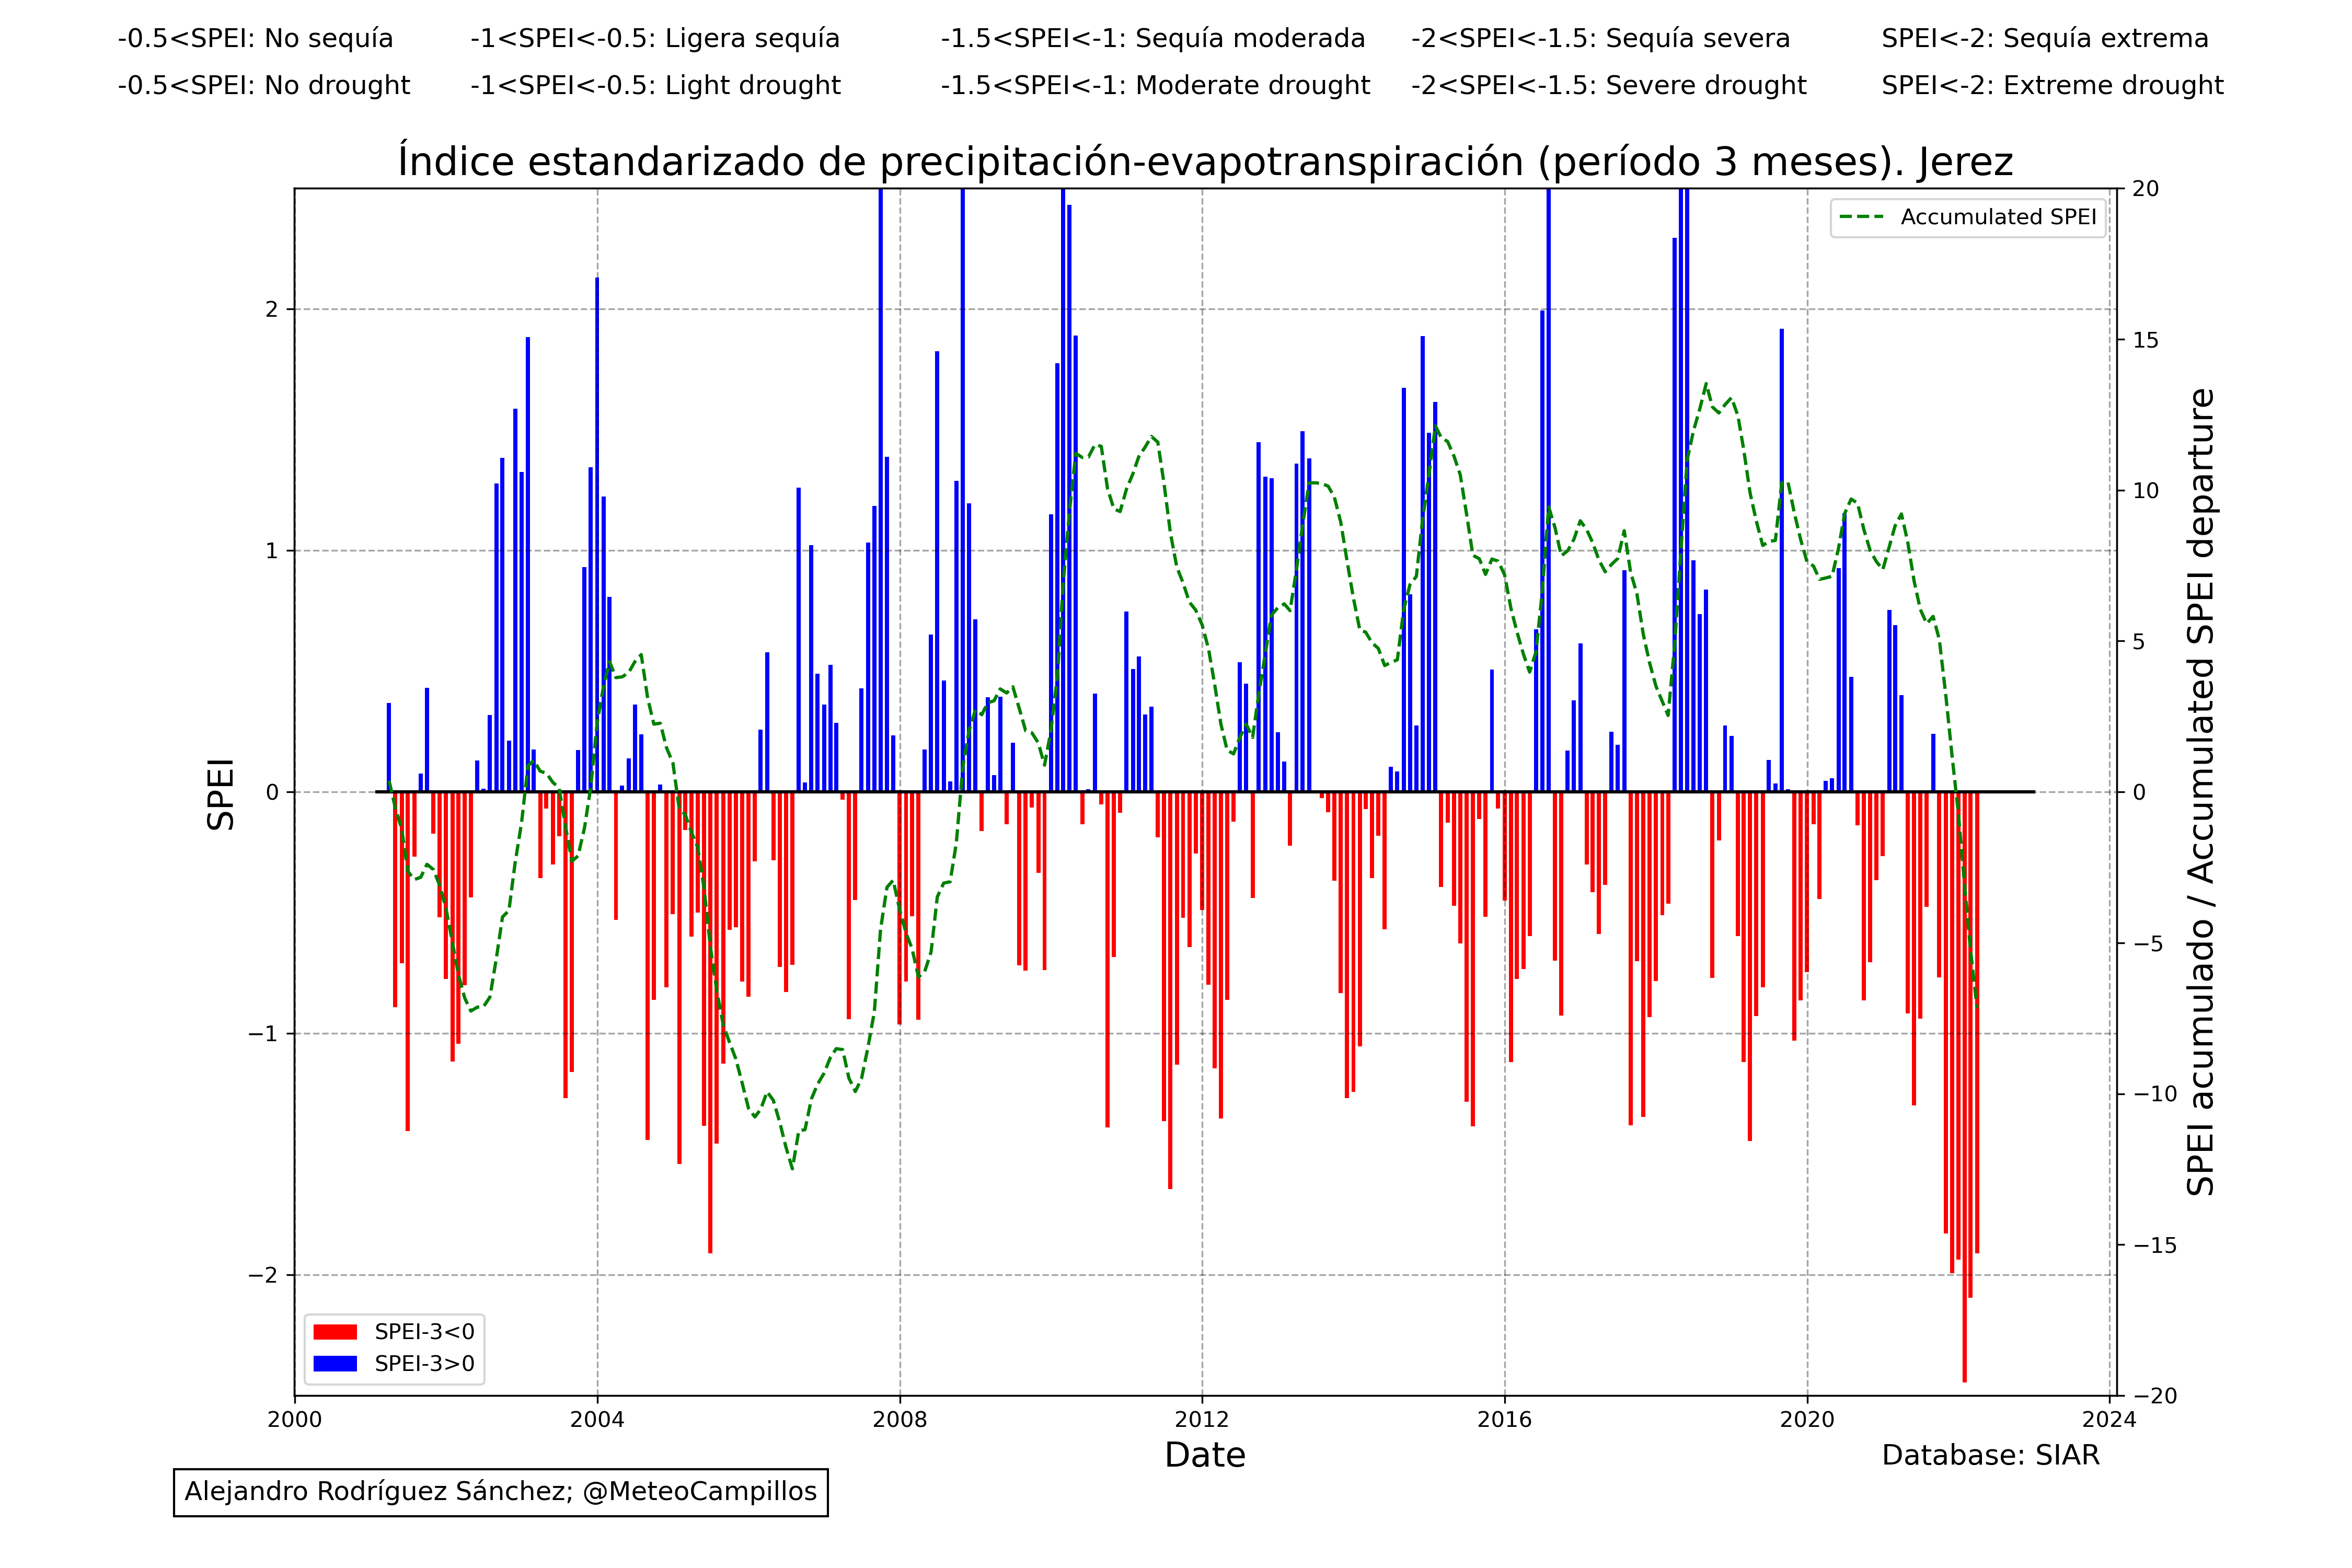 -0.5<SPEI: No sequía -1<SPEI<-0.5: Ligera sequía -1.5<SPEI<-1: Sequía moderada -2<SPEI<-1.5: Sequía severa SPEI<-2: Sequía extrema
-0.5<SPEI: No drought -1<SPEI<-0.5: Light drought -1.5<SPEI<-1: Moderate drought -2<SPEI<-1.5: Severe drought SPEI<-2: Extreme drought
Índice estandarizado de precipitación-evapotranspiración (período 3 meses). Jerez
Accumulated SPEI
SPEI
2
1
0
−1
−2
20
15
10
5
0
−5
−10
−15
−20
SPEI acumulado / Accumulated SPEI departure
SPEI-3<0
SPEI-3>0
2000 2004 2008 2012 2016 2020 2024
Date
Database: SIAR
Alejandro Rodríguez Sánchez; @MeteoCampillos